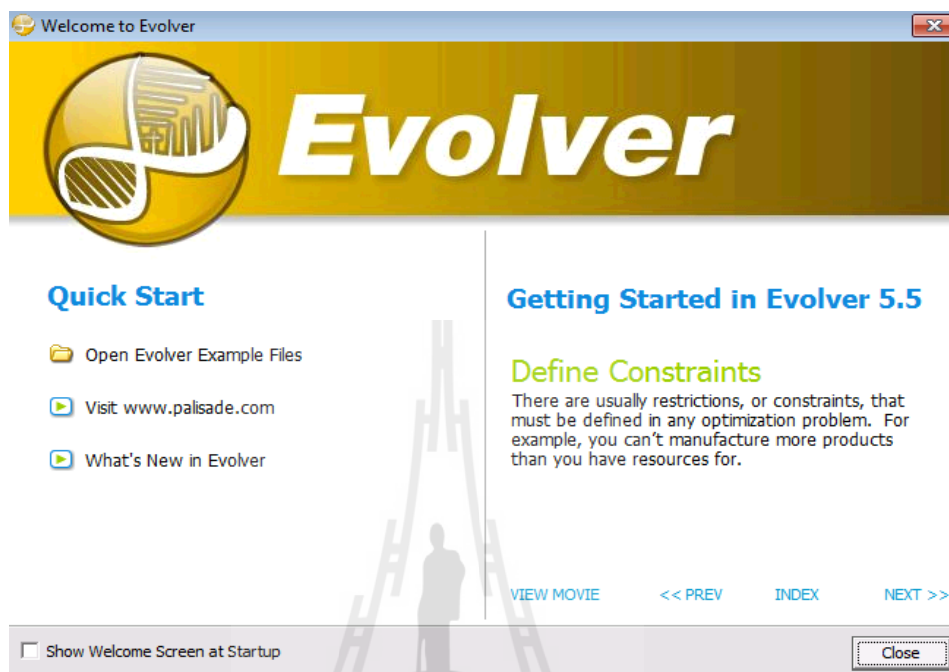 Welcome to Evolver
Evolver
Quick Start
Open Evolver Example Files
Visit www.palisade.com
What's New in Evolver
Getting Started in Evolver 5.5
Define Constraints
There are usually restrictions, or constraints, that
must be defined in any optimization problem.  For
example, you can't manufacture more products
than you have resources for.
VIEW MOVIE << PREV INDEX NEXT >>
Show Welcome Screen at Startup
Close